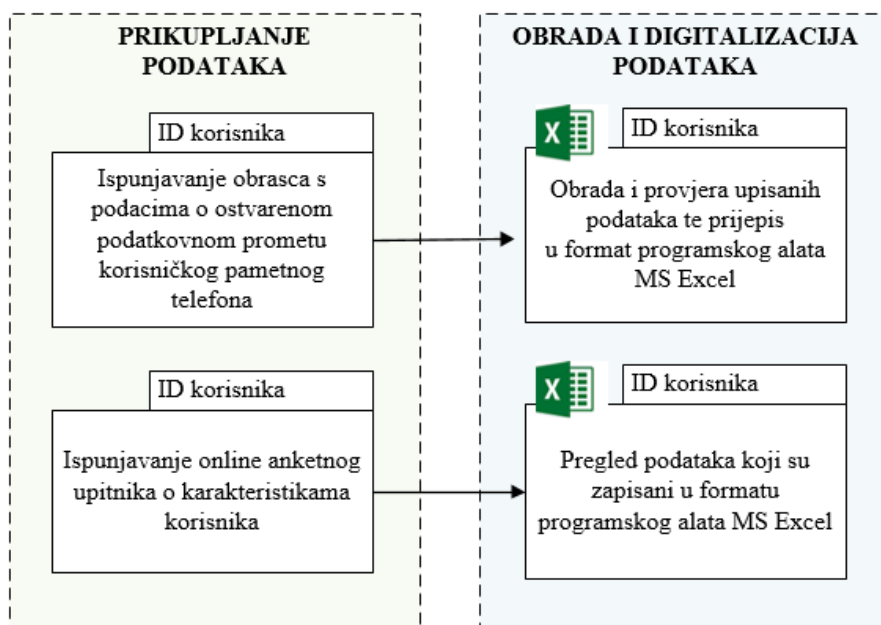 PRIKUPLJANJE
PODATAKA
ID korisnika
Ispunjavanje obrasca s
podacima o ostvarenom
podatkovnom prometu
korisničkog pametnog
telefona
ID korisnika
Ispunjavanje online anketnog
upitnika o karakteristikama
korisnika
OBRADA I DIGITALIZACIJA
PODATAKA
X
ID korisnika
Obrada i provjera upisanih
podataka te prijepis
u format programskog alata
MS Excel
X
ID korisnika
Pregled podataka koji su
zapisani u formatu
programskog alata MS Excel